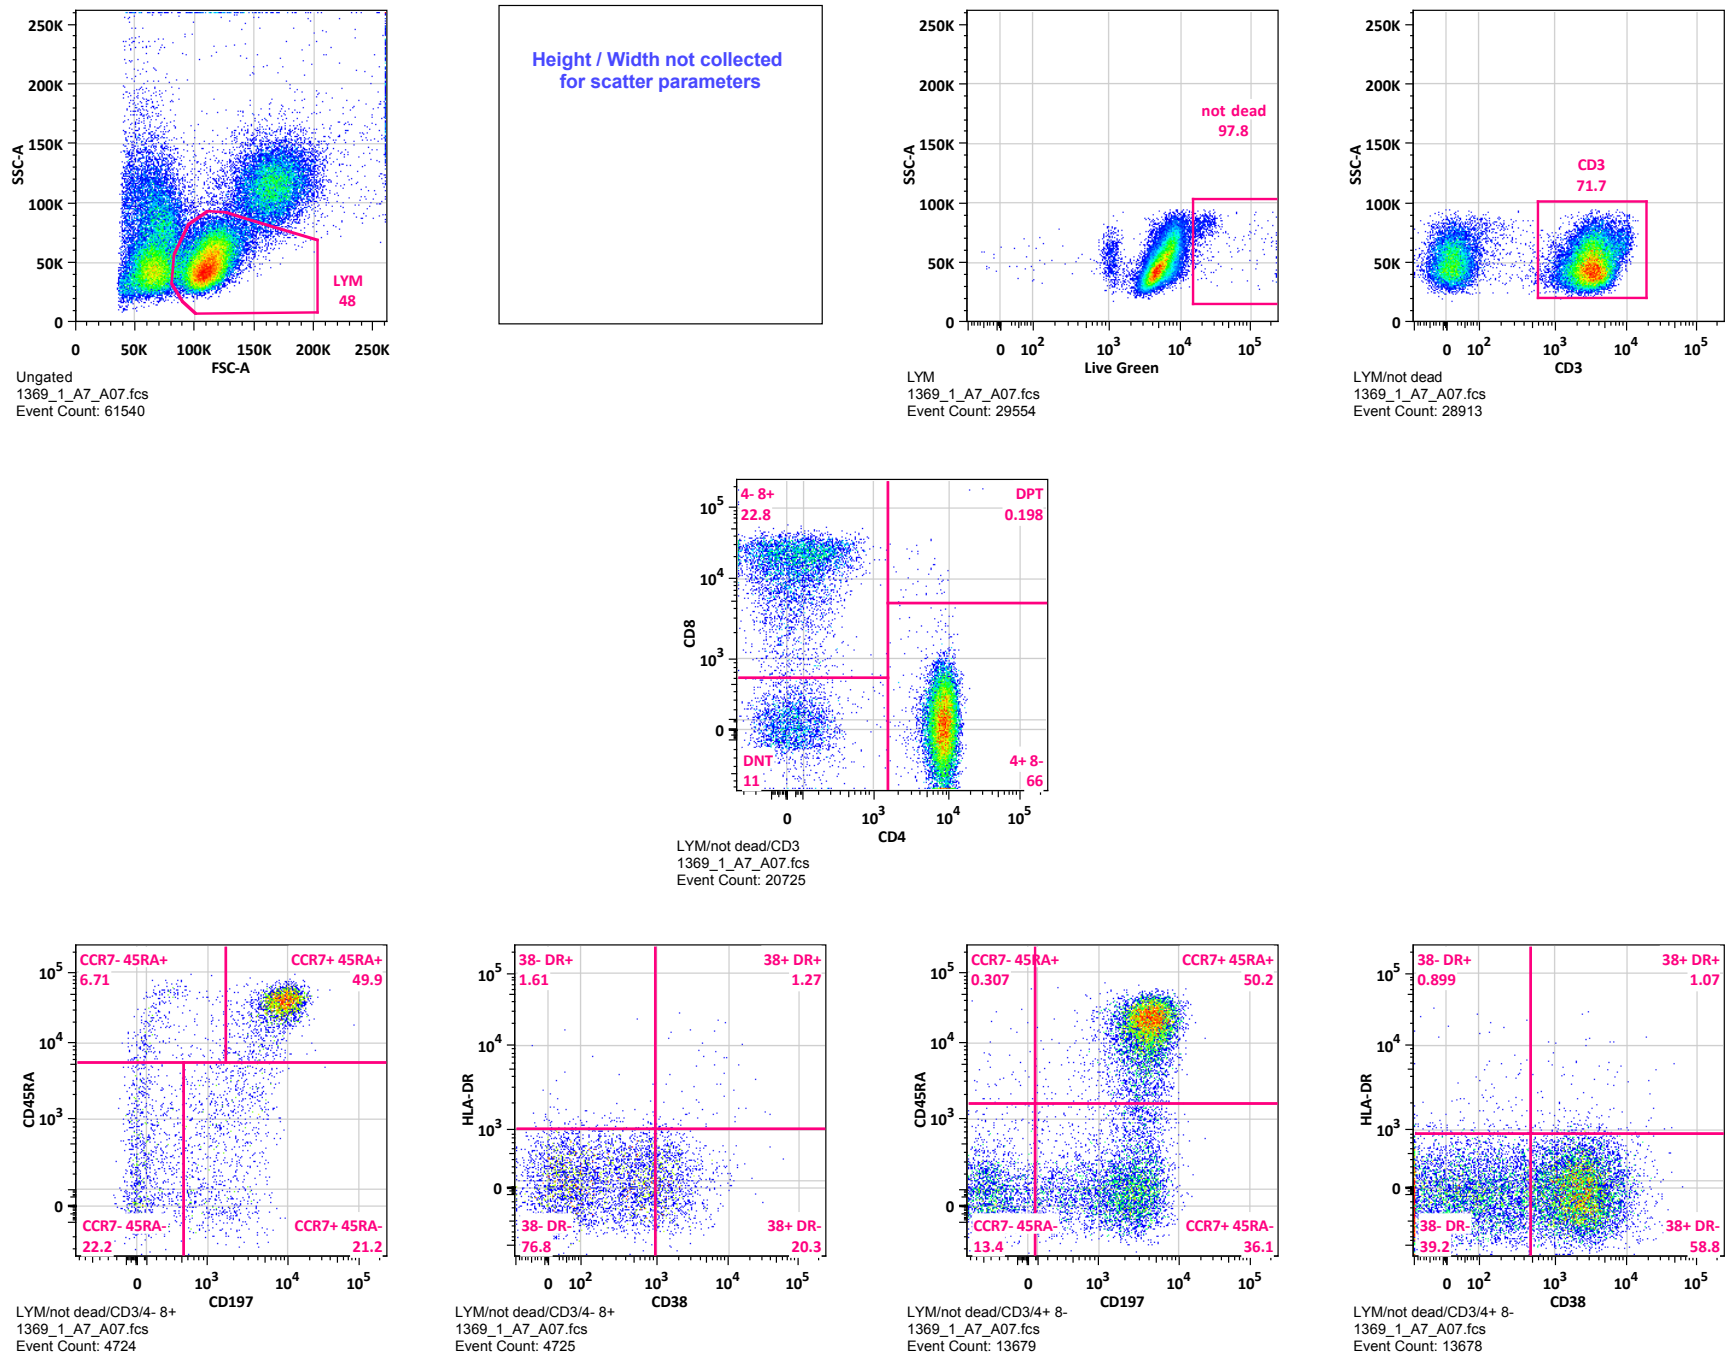 250K
200K
150K
100K
50K
0
SSC-A
LYM
48
0 50K 100K 150K 200K 250K
FSC-A
Ungated
1369_1_A7_A07.fcs
Event Count: 61540
Height / Width not collected
for scatter parameters
250K
200K
150K
100K
50K
0
SSC-A
not dead
97.8
0 10^2 10^3 10^4 10^5
Live Green
LYM
1369_1_A7_A07.fcs
Event Count: 29554
250K
200K
150K
100K
50K
0
SSC-A
CD3
71.7
0 10^2 10^3 10^4 10^5
CD3
LYM/not dead
1369_1_A7_A07.fcs
Event Count: 28913
4- 8+
22.8
DPT
0.198
10^5
10^4
10^3
0
CD8
DNT
11
4+ 8-
66
0 10^3 10^4 10^5
CD4
LYM/not dead/CD3
1369_1_A7_A07.fcs
Event Count: 20725
CCR7- 45RA+
6.71
CCR7+ 45RA+
49.9
10^5
10^4
10^3
0
CD45RA
CCR7- 45RA-
22.2
CCR7+ 45RA-
21.2
0 10^3 10^4 10^5
CD197
LYM/not dead/CD3/4- 8+
1369_1_A7_A07.fcs
Event Count: 4724
38- DR+
1.61
38+ DR+
1.27
10^5
10^4
10^3
0
HLA-DR
38- DR-
76.8
38+ DR-
20.3
0 10^2 10^3 10^4 10^5
CD38
LYM/not dead/CD3/4- 8+
1369_1_A7_A07.fcs
Event Count: 4725
CCR7- 45RA+
0.307
CCR7+ 45RA+
50.2
10^5
10^4
10^3
0
CD45RA
CCR7- 45RA-
13.4
CCR7+ 45RA-
36.1
10^3 10^4 10^5
CD197
LYM/not dead/CD3/4+ 8-
1369_1_A7_A07.fcs
Event Count: 13679
38- DR+
0.899
38+ DR+
1.07
10^5
10^4
10^3
0
HLA-DR
38- DR-
39.2
38+ DR-
58.8
0 10^2 10^3 10^4 10^5
CD38
LYM/not dead/CD3/4+ 8-
1369_1_A7_A07.fcs
Event Count: 13678